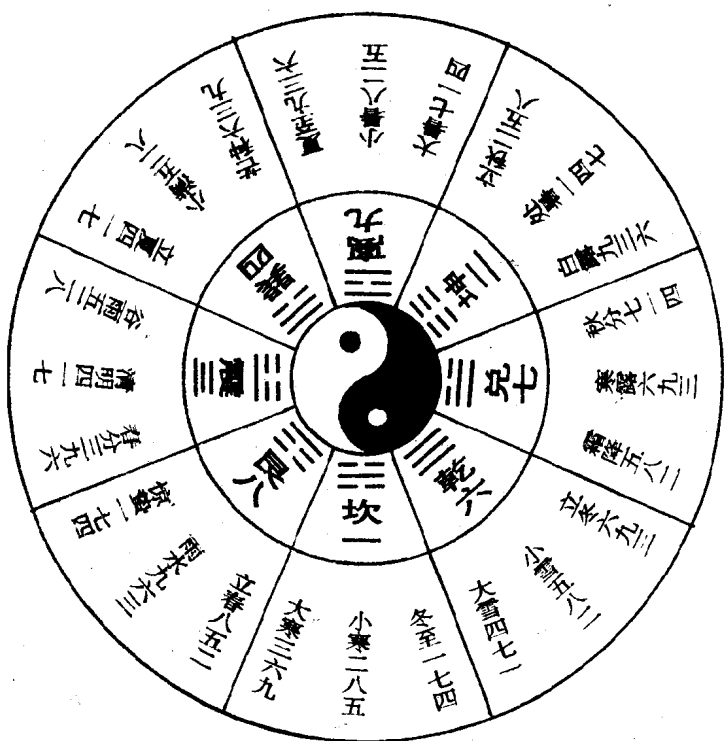 夏至九三六
小暑八二五
大暑七一四
立秋二五八
处暑一四七
白露九三六
秋分七一四
寒露六九三
霜降五八二
立冬六九三
小雪五八二
大雪四七一
冬至一七四
小寒二八五
大寒三六九
立春八五二
雨水九六三
惊蛰一七四
春分三九六
清明四一七
谷雨五二八
立夏四一七
小满五二八
芒种六三九
離九
坤二
兌七
乾六
坎一
艮八
震三
巽四